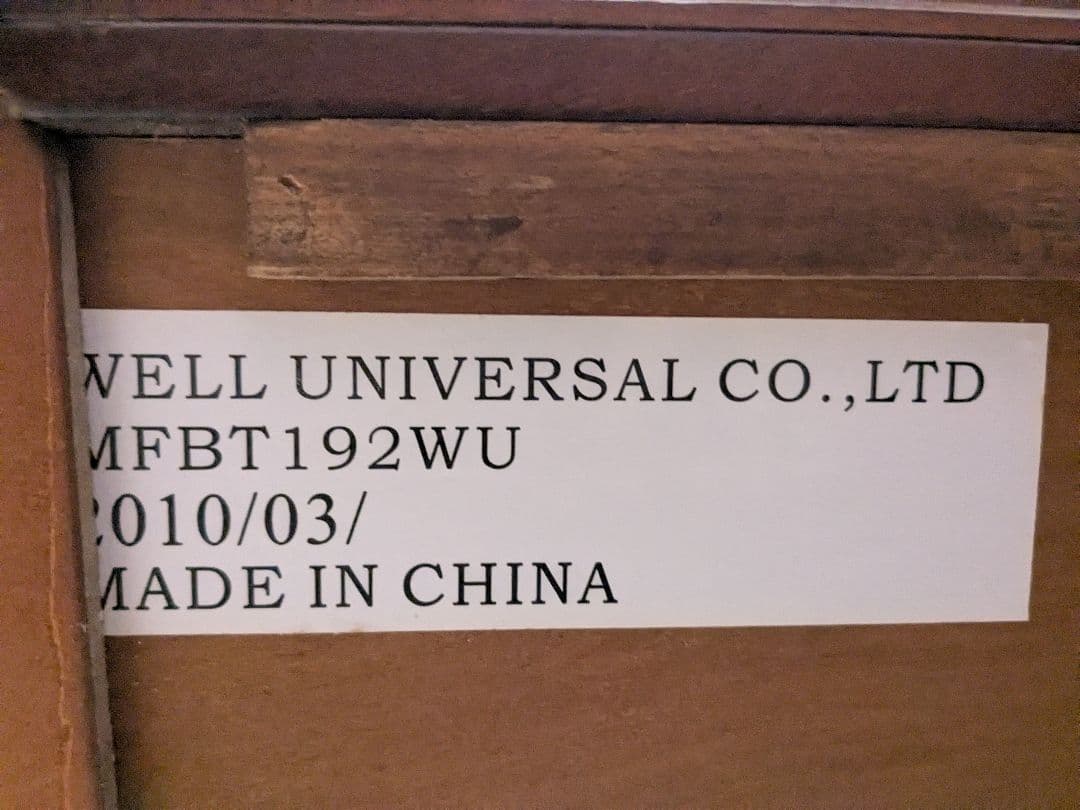 WELL UNIVERSAL CO.,LTD
MFBT192WU
2010/03/
MADE IN CHINA